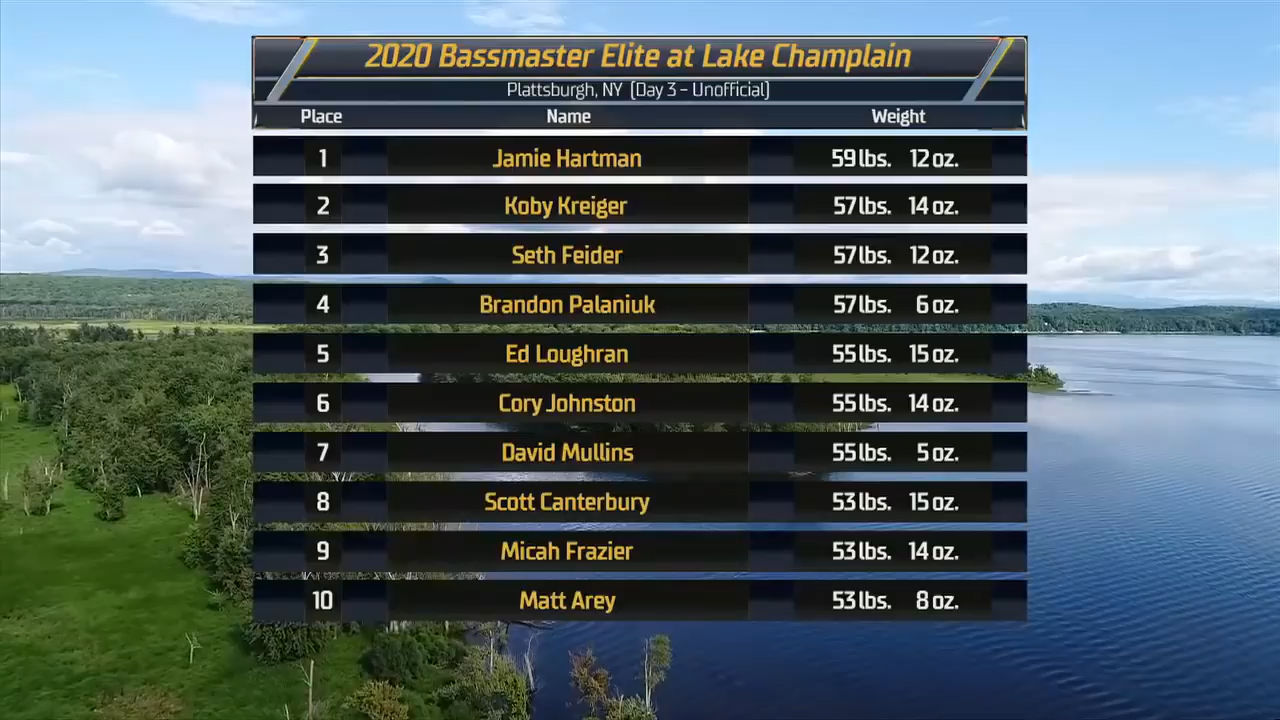 2020 Bassmaster Elite at Lake Champlain
Plattsburgh, NY (Day 3 - Unofficial)
Place Name Weight
1 Jamie Hartman 59 lbs. 12 oz.
2 Koby Kreiger 57 lbs. 14 oz.
3 Seth Feider 57 lbs. 12 oz.
4 Brandon Palaniuk 57 lbs. 6 oz.
5 Ed Loughran 55 lbs. 15 oz.
6 Cory Johnston 55 lbs. 14 oz.
7 David Mullins 55 lbs. 5 oz.
8 Scott Canterbury 53 lbs. 15 oz.
9 Micah Frazier 53 lbs. 14 oz.
10 Matt Arey 53 lbs. 8 oz.